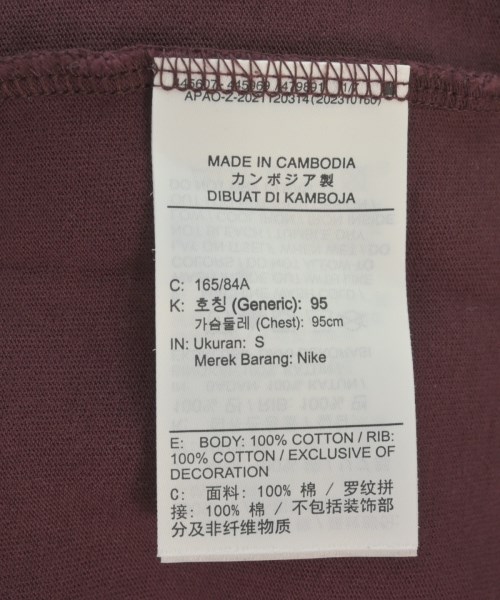 APAO-Z-2021120314 (202310160)
MADE IN CAMBODIA
カンボジア製
DIBUAT DI KAMBOJA
C: 165/84A
K: 호칭 (Generic): 95
가슴둘레 (Chest): 95cm
IN: Ukuran: S
Merek Barang: Nike
E: BODY: 100% COTTON / RIB:
100% COTTON / EXCLUSIVE OF
DECORATION
C: 面料: 100% 棉 / 罗纹拼
接: 100% 棉 / 不包括装饰部
分及非纤维物质